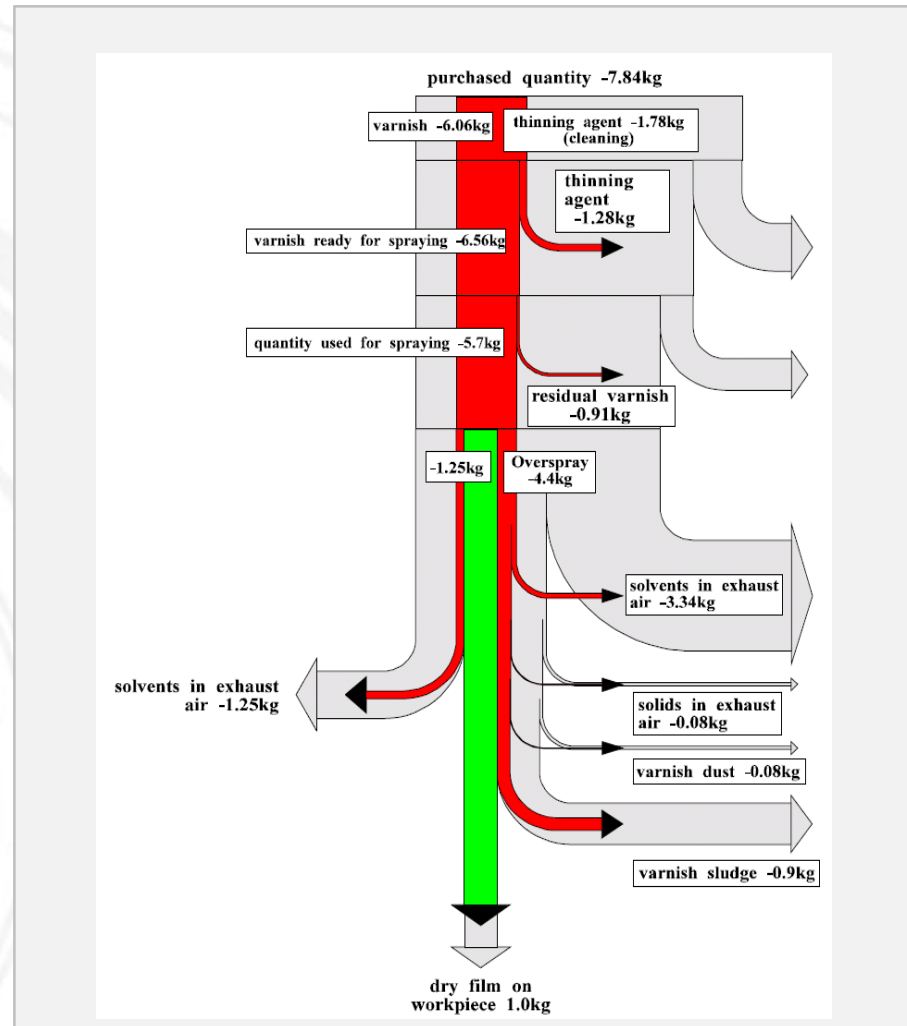 purchased quantity -7.84kg
varnish -6.06kg
thinning agent -1.78kg
(cleaning)
thinning
agent
-1.28kg
varnish ready for spraying -6.56kg
quantity used for spraying -5.7kg
residual varnish
-0.91kg
-1.25kg
Overspray
-4.4kg
solvents in exhaust
air -3.34kg
solvents in exhaust
air -1.25kg
solids in exhaust
air -0.08kg
varnish dust -0.08kg
varnish sludge -0.9kg
dry film on
workpiece 1.0kg